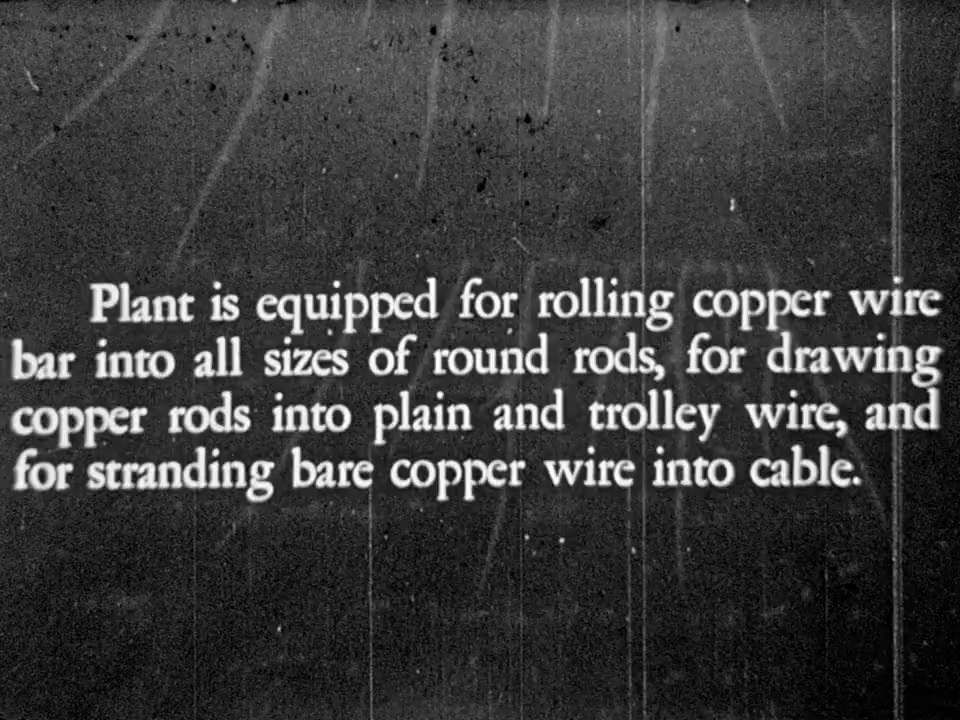 Plant is equipped for rolling copper wire
bar into all sizes of round rods, for drawing
copper rods into plain and trolley wire, and
for stranding bare copper wire into cable.